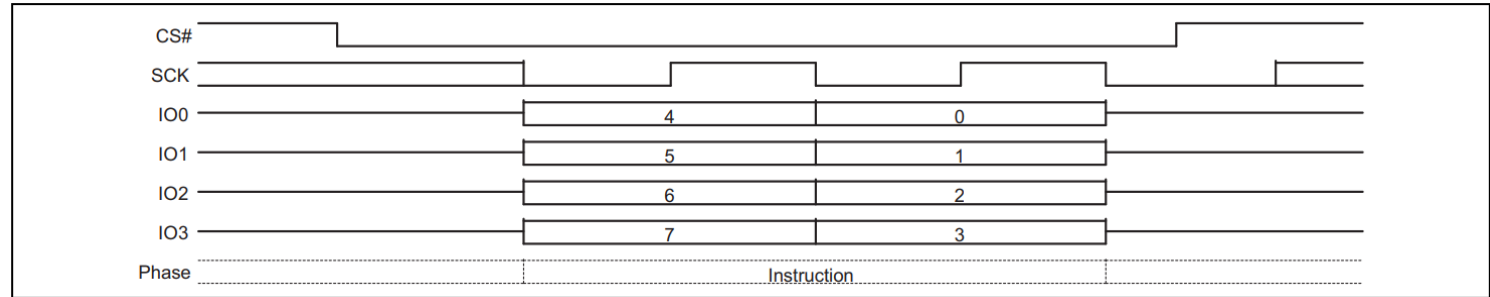 CS#
SCK
IO0 4 0
IO1 5 1
IO2 6 2
IO3 7 3
Phase Instruction